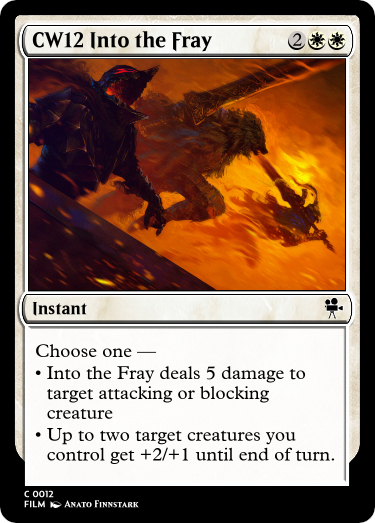 CW12 Into the Fray 2
Instant
Choose one —
• Into the Fray deals 5 damage to
target attacking or blocking
creature
• Up to two target creatures you
control get +2/+1 until end of turn.
C 0012
FILM Anato Finnstark